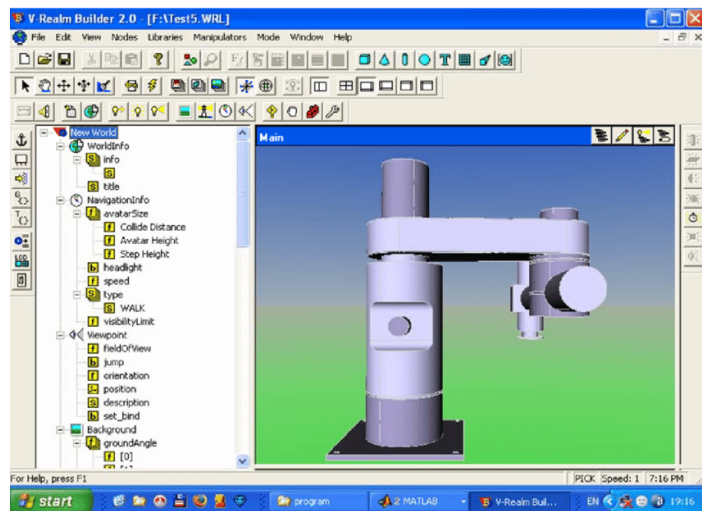 V-Realm Builder 2.0 - [F:\Test5.WRL]
File Edit View Nodes Libraries Manipulators Mode Window Help
New World
WorldInfo
info
title
NavigationInfo
avatarSize
Collide Distance
Avatar Height
Step Height
headlight
speed
type
WALK
visibilityLimit
Viewpoint
fieldOfView
jump
orientation
position
description
set_bind
Background
groundAngle
[0]
Main
For Help, press F1
PICK Speed: 1 7:16 PM
start
program
2 MATLAB
V-Realm Buil...
EN
19:16